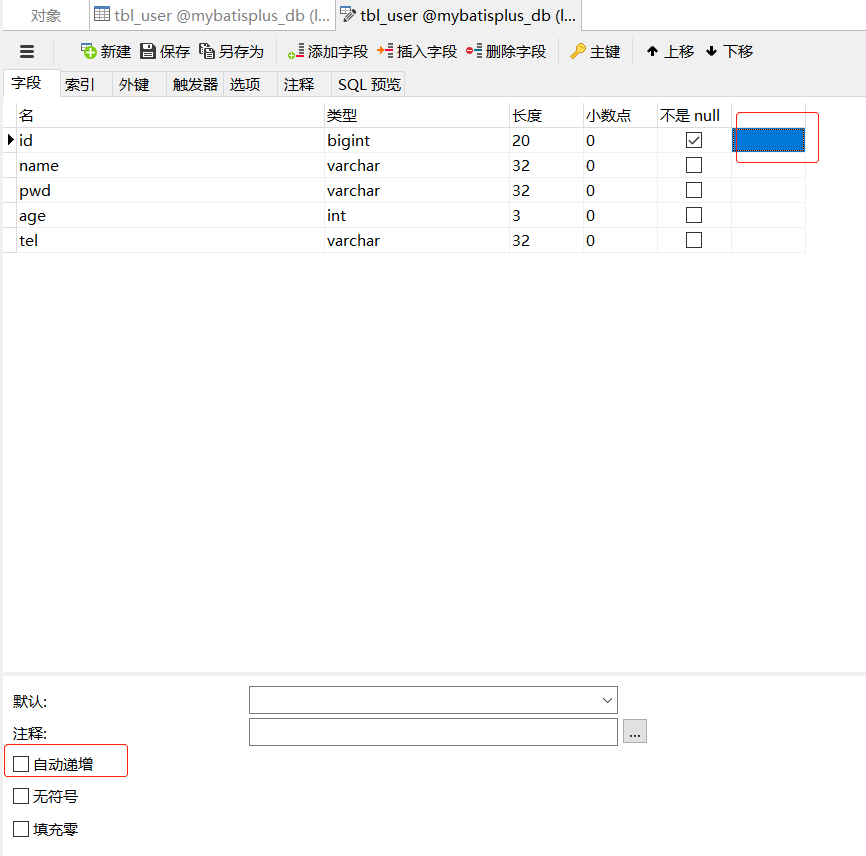 对象 tbl_user @mybatisplus_db (l... tbl_user @mybatisplus_db (l...
新建 保存 另存为 添加字段 插入字段 删除字段 主键 上移 下移
字段 索引 外键 触发器 选项 注释 SQL 预览
名 类型 长度 小数点 不是 null
id bigint 20 0
name varchar 32 0
pwd varchar 32 0
age int 3 0
tel varchar 32 0
默认:
注释: ...
自动递增
无符号
填充零